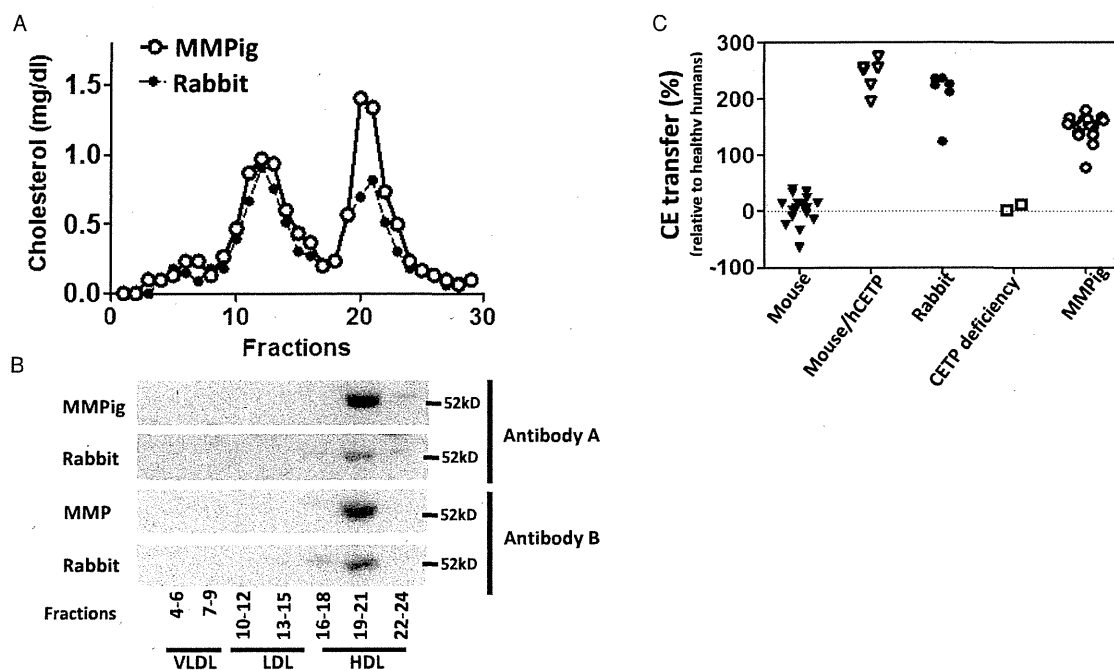 A
MMPig
Rabbit
Cholesterol (mg/dl)
1.5
1.0
0.5
0.0
0
10
20
30
Fractions
B
MMPig
52kD
Rabbit
52kD
Antibody A
MMP
52kD
Rabbit
52kD
Antibody B
Fractions
4-6
7-9
10-12
13-15
16-18
19-21
22-24
VLDL
LDL
HDL
C
CE transfer (%)
(relative to healthy humans)
300
200
100
0
-100
Mouse
Mouse/hCETP
Rabbit
CETP deficiency
MMPig